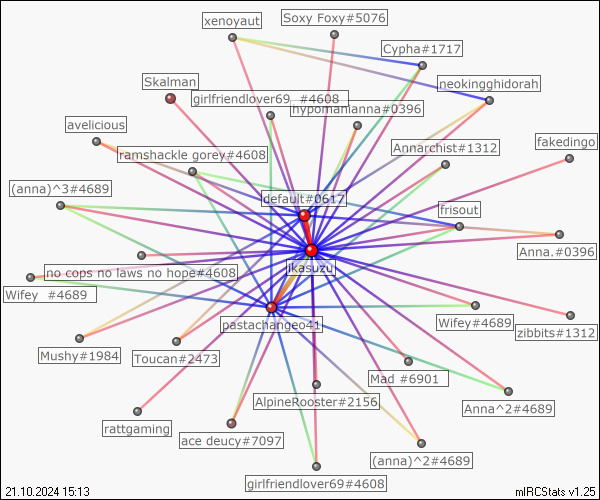 Soxy Foxy#5076
xenoyaut
Cypha#1717
Skalman
neokingghidorah
girlfriendlover69 #4608
hypomanianna#0396
avelicious
Annarchist#1312
fakedingo
ramshackle gorey#4608
(anna)^3#4689
default#0617
frisout
Anna.#0396
ikasuzu
no cops no laws no hope#4608
Wifey #4689
pastachangeo41
Wifey#4689
zibbits#1312
Mushy#1984
Toucan#2473
Mad #6901
AlpineRooster#2156
Anna^2#4689
rattgaming
ace deucy#7097
(anna)^2#4689
girlfriendlover69#4608
21.10.2024 15:13
mIRCStats v1.25